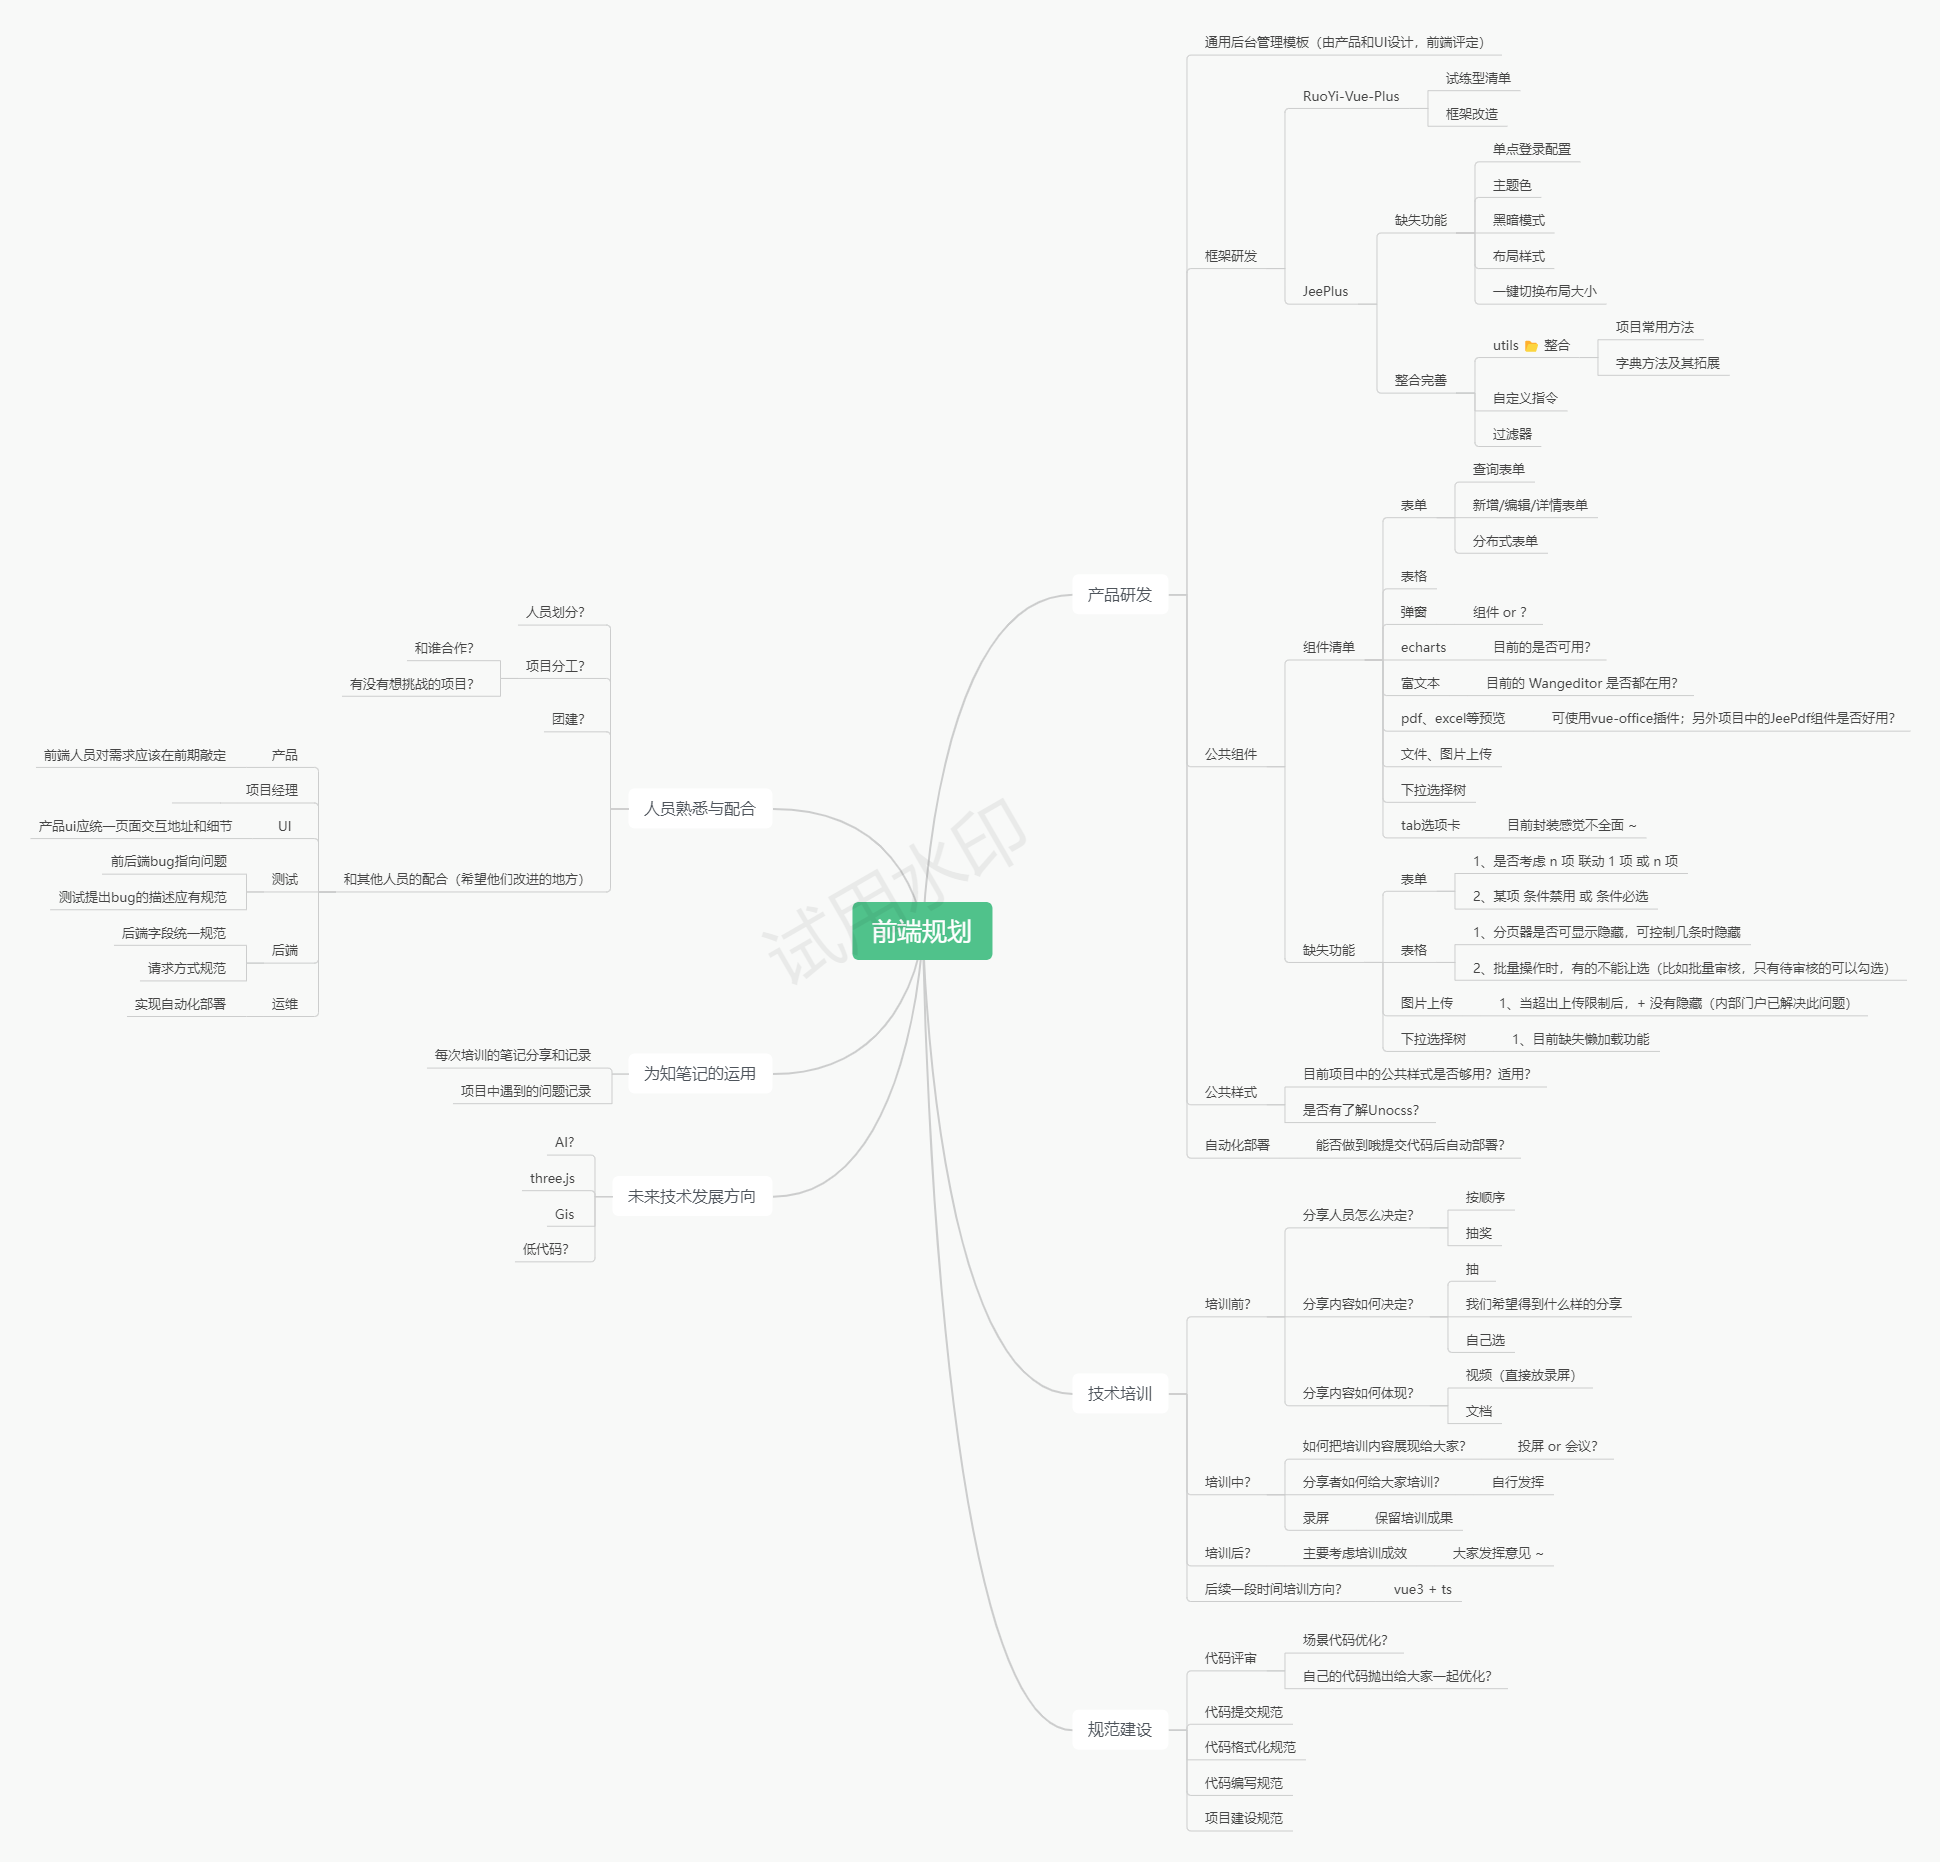 前端规划
产品研发
通用后台管理模板（由产品和UI设计，前端评定）
框架研发
RuoYi-Vue-Plus
试练型清单
框架改造
JeePlus
缺失功能
单点登录配置
主题色
黑暗模式
布局样式
一键切换布局大小
整合完善
utils 📂 整合
项目常用方法
字典方法及其拓展
自定义指令
过滤器
公共组件
组件清单
表单
查询表单
新增/编辑/详情表单
分布式表单
表格
弹窗
组件 or ?
echarts
目前的是否可用？
富文本
目前的 Wangeditor 是否都在用？
pdf、excel等预览
可使用vue-office插件；另外项目中的JeePdf组件是否好用？
文件、图片上传
下拉选择树
tab选项卡
目前封装感觉不全面 ~
缺失功能
表单
1、是否考虑 n 项 联动 1 项 或 n 项
2、某项 条件禁用 或 条件必选
表格
1、分页器是否可显示隐藏，可控制几条时隐藏
2、批量操作时，有的不能让选（比如批量审核，只有待审核的可以勾选）
图片上传
1、当超出上传限制后，+ 没有隐藏（内部门户已解决此问题）
下拉选择树
1、目前缺失懒加载功能
公共样式
目前项目中的公共样式是否够用？适用？
是否有了解Unocss？
自动化部署
能否做到哦提交代码后自动部署？
技术培训
培训前？
分享人员怎么决定？
按顺序
抽奖
分享内容如何决定？
抽
我们希望得到什么样的分享
自己选
分享内容如何体现？
视频（直接放录屏）
文档
培训中？
如何把培训内容展现给大家？
投屏 or 会议？
分享者如何给大家培训？
自行发挥
录屏
保留培训成果
培训后？
主要考虑培训成效
大家发挥意见 ~
后续一段时间培训方向？
vue3 + ts
规范建设
代码评审
场景代码优化？
自己的代码抛出给大家一起优化？
代码提交规范
代码格式化规范
代码编写规范
项目建设规范
人员熟悉与配合
人员划分？
项目分工？
和谁合作？
有没有想挑战的项目？
团建？
和其他人员的配合（希望他们改进的地方）
产品
前端人员对需求应该在前期敲定
项目经理
UI
产品ui应统一页面交互地址和细节
测试
前后端bug指向问题
测试提出bug的描述应有规范
后端
后端字段统一规范
请求方式规范
运维
实现自动化部署
为知笔记的运用
每次培训的笔记分享和记录
项目中遇到的问题记录
未来技术发展方向
AI?
three.js
Gis
低代码？
试用水印